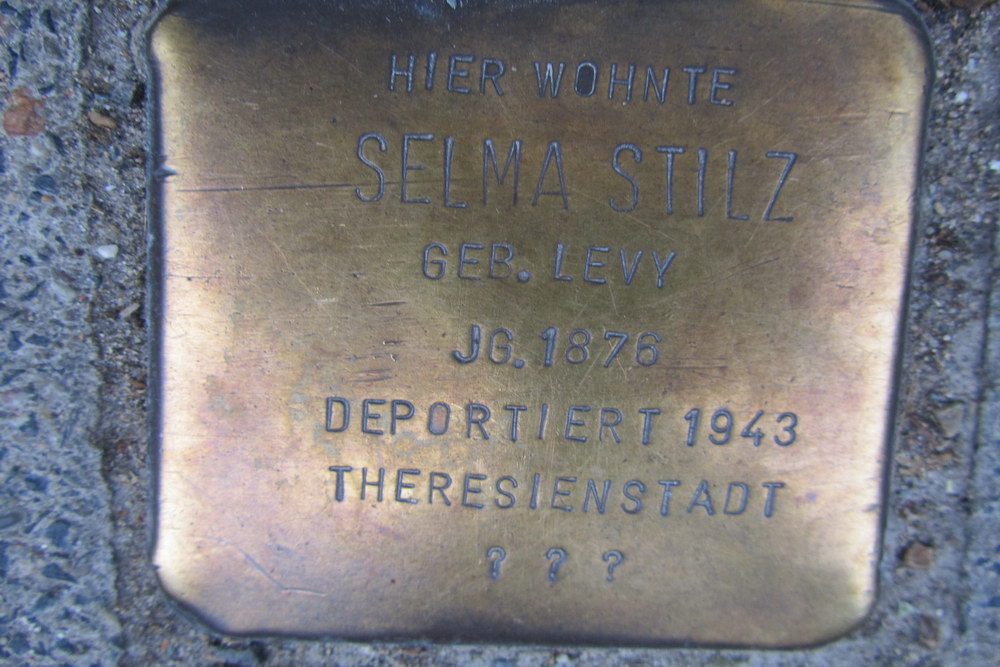 HIER WOHNTE
SELMA STILZ
GEB. LEVY
JG. 1876
DEPORTIERT 1943
THERESIENSTADT
? ? ?